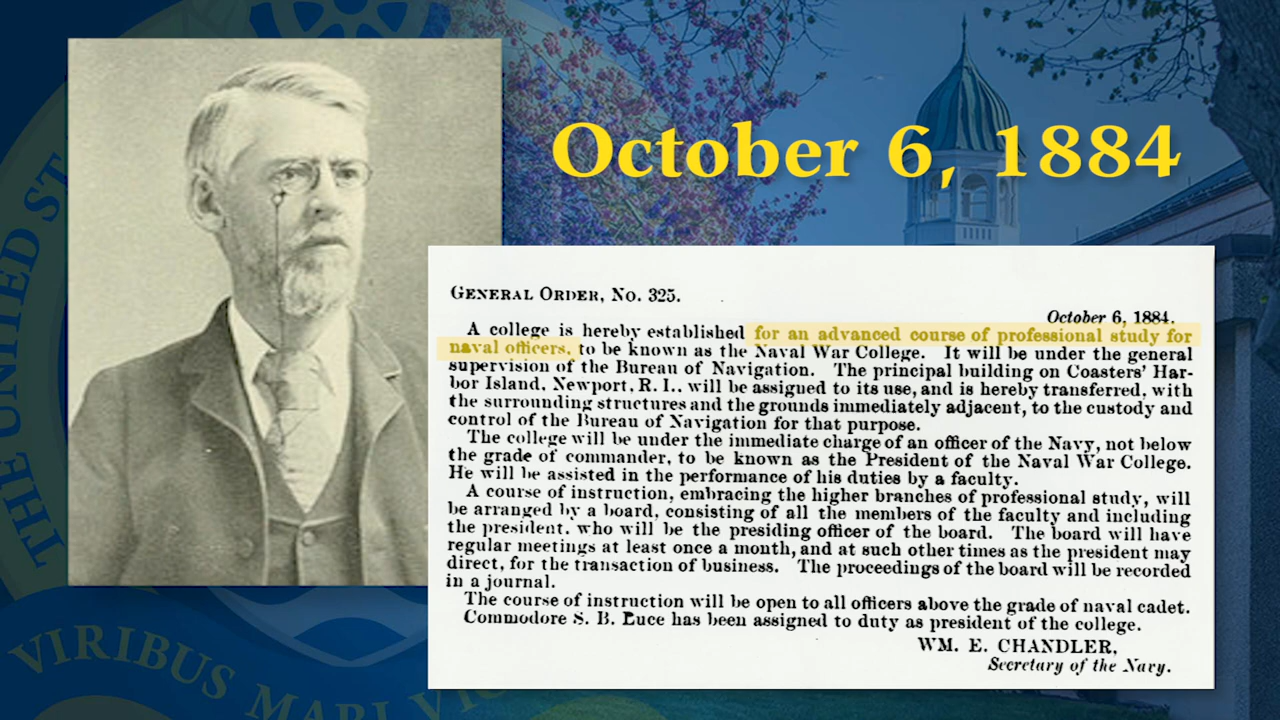 October 6, 1884
GENERAL ORDER, No. 325.
October 6, 1884.
A college is hereby established for an advanced course of professional study for
naval officers, to be known as the Naval War College. It will be under the general
supervision of the Bureau of Navigation. The principal building on Coasters' Har-
bor Island, Newport, R. I., will be assigned to its use, and is hereby transferred, with
the surrounding structures and the grounds immediately adjacent, to the custody and
control of the Bureau of Navigation for that purpose.
The college will be under the immediate charge of an officer of the Navy, not below
the grade of commander, to be known as the President of the Naval War College.
He will be assisted in the performance of his duties by a faculty.
A course of instruction, embracing the higher branches of professional study, will
be arranged by a board, consisting of all the members of the faculty and including
the president, who will be the presiding officer of the board. The board will have
regular meetings at least once a month, and at such other times as the president may
direct, for the transaction of business. The proceedings of the board will be recorded
in a journal.
The course of instruction will be open to all officers above the grade of naval cadet.
Commodore S. B. Luce has been assigned to duty as president of the college.
WM. E. CHANDLER,
Secretary of the Navy.
THE UNITED ST
VIRIBUS MARI VIC